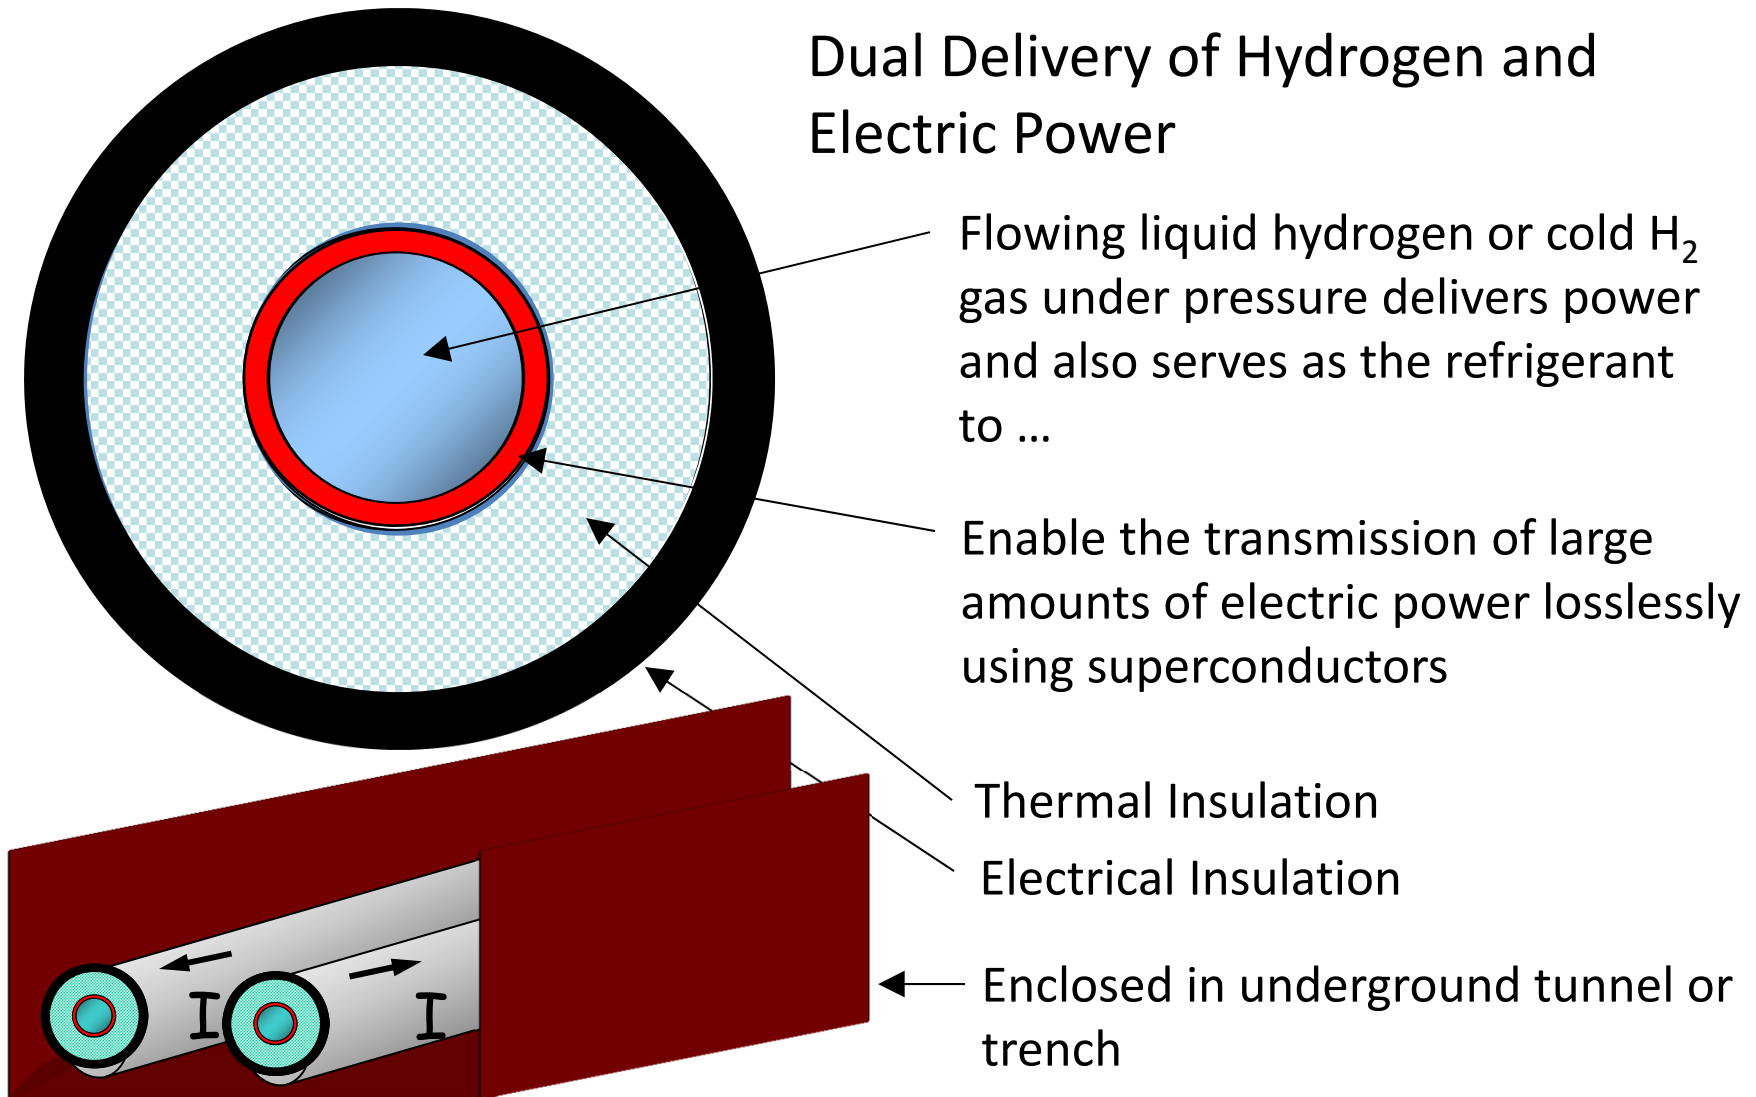 Dual Delivery of Hydrogen and
Electric Power
Flowing liquid hydrogen or cold H₂
gas under pressure delivers power
and also serves as the refrigerant
to ...
Enable the transmission of large
amounts of electric power losslessly
using superconductors
Thermal Insulation
Electrical Insulation
Enclosed in underground tunnel or
trench
I
I